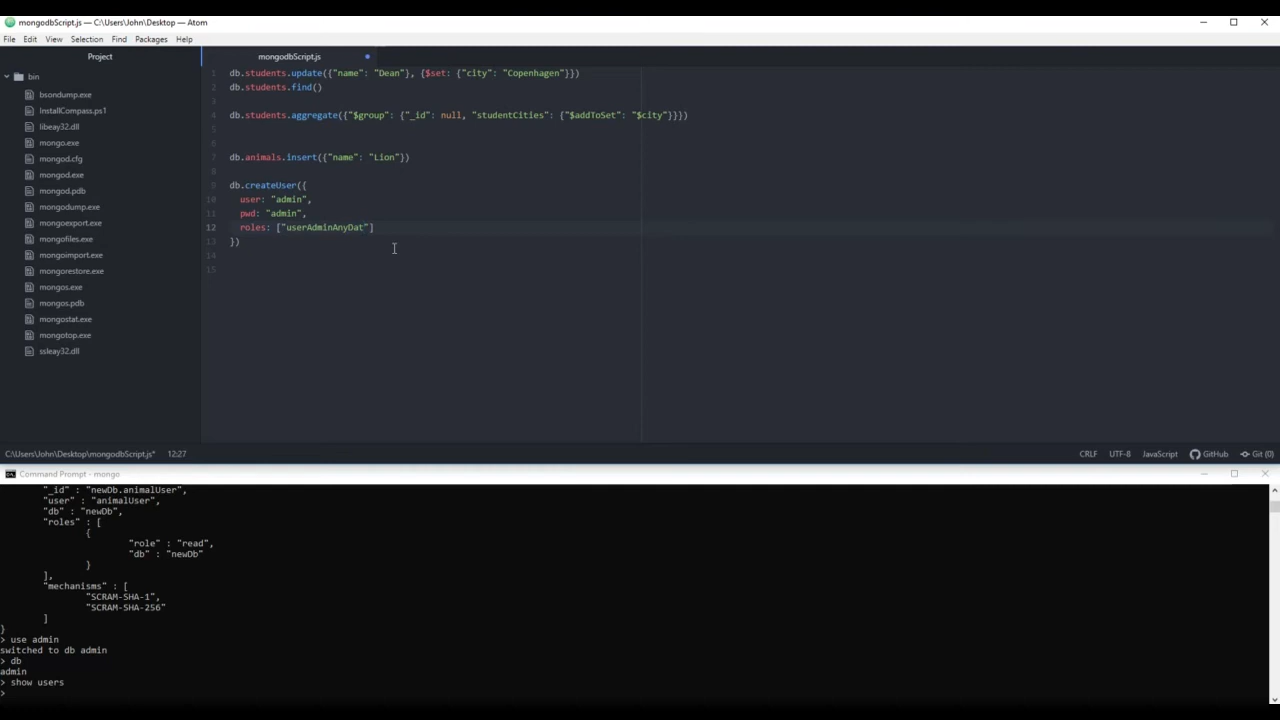 mongodbScript.js — C:\Users\John\Desktop — Atom
File Edit View Selection Find Packages Help
Project
mongodbScript.js
bin
bsondump.exe
InstallCompass.ps1
libeay32.dll
mongo.exe
mongod.cfg
mongod.exe
mongod.pdb
mongodump.exe
mongoexport.exe
mongofiles.exe
mongoimport.exe
mongorestore.exe
mongos.exe
mongos.pdb
mongostat.exe
mongotop.exe
ssleay32.dll
1 db.students.update({"name": "Dean"}, {$set: {"city": "Copenhagen"}})
2 db.students.find()
3
4 db.students.aggregate({"$group": {"_id": null, "studentCities": {"$addToSet": "$city"}}})
5
6
7 db.animals.insert({"name": "Lion"})
8
9 db.createUser({
10 user: "admin",
11 pwd: "admin",
12 roles: ["userAdminAnyDat"]
13 })
14
15
C:\Users\John\Desktop\mongodbScript.js* 12:27 CRLF UTF-8 JavaScript GitHub Git (0)
Command Prompt - mongo
"_id" : "newDb.animalUser",
"user" : "animalUser",
"db" : "newDb",
"roles" : [
{
"role" : "read",
"db" : "newDb"
}
],
"mechanisms" : [
"SCRAM-SHA-1",
"SCRAM-SHA-256"
]
}
> use admin
switched to db admin
> db
admin
> show users
>